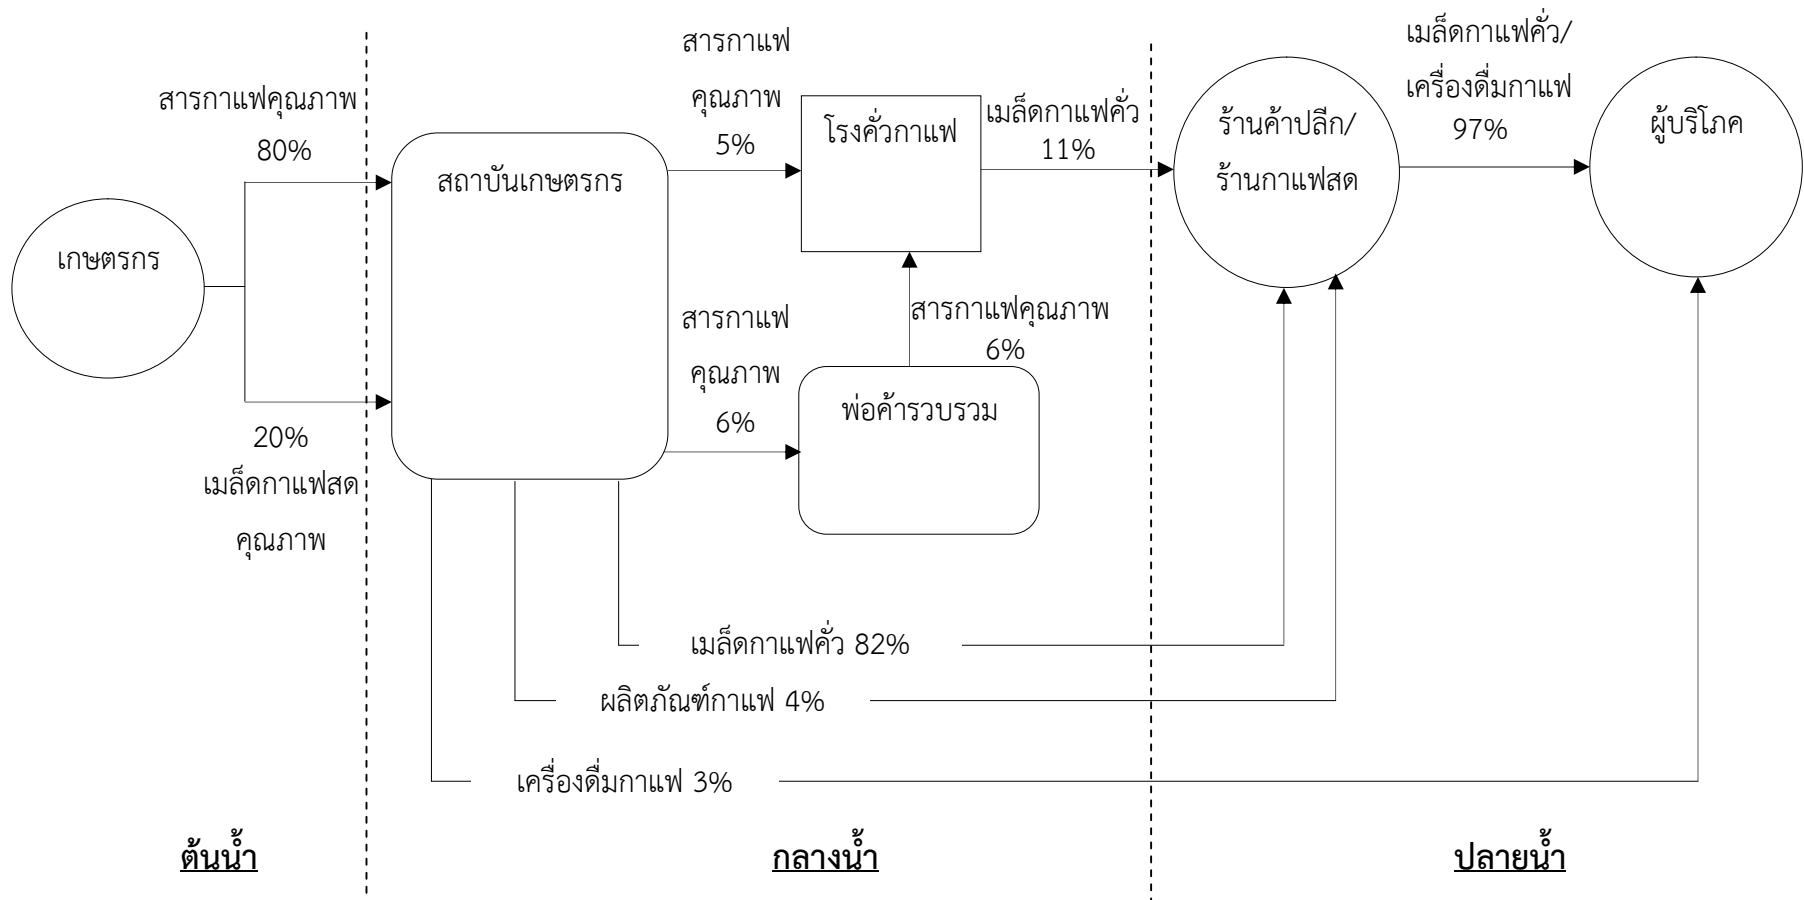 สารกาแฟคุณภาพ
80%
เกษตรกร
20%
เมล็ดกาแฟสด
คุณภาพ
สถาบันเกษตรกร
สารกาแฟ
คุณภาพ
5%
โรงคั่วกาแฟ
เมล็ดกาแฟคั่ว
11%
สารกาแฟ
คุณภาพ
6%
สารกาแฟคุณภาพ
6%
พ่อค้ารวบรวม
ร้านค้าปลีก/
ร้านกาแฟสด
เมล็ดกาแฟคั่ว/
เครื่องดื่มกาแฟ
97%
ผู้บริโภค
เมล็ดกาแฟคั่ว 82%
ผลิตภัณฑ์กาแฟ 4%
เครื่องดื่มกาแฟ 3%
ต้นน้ำ
กลางน้ำ
ปลายน้ำ